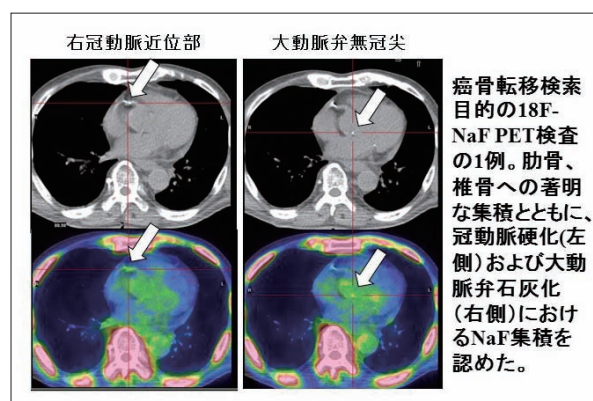 右冠動脈近位部
大動脈弁無冠尖
癌骨転移検索
目的の18F-
NaF PET検査
の1例。肋骨、
椎骨への著明
な集積とともに、
冠動脈硬化(左
側)および大動
脈弁石灰化
(右側)におけ
るNaF集積を
認めた。